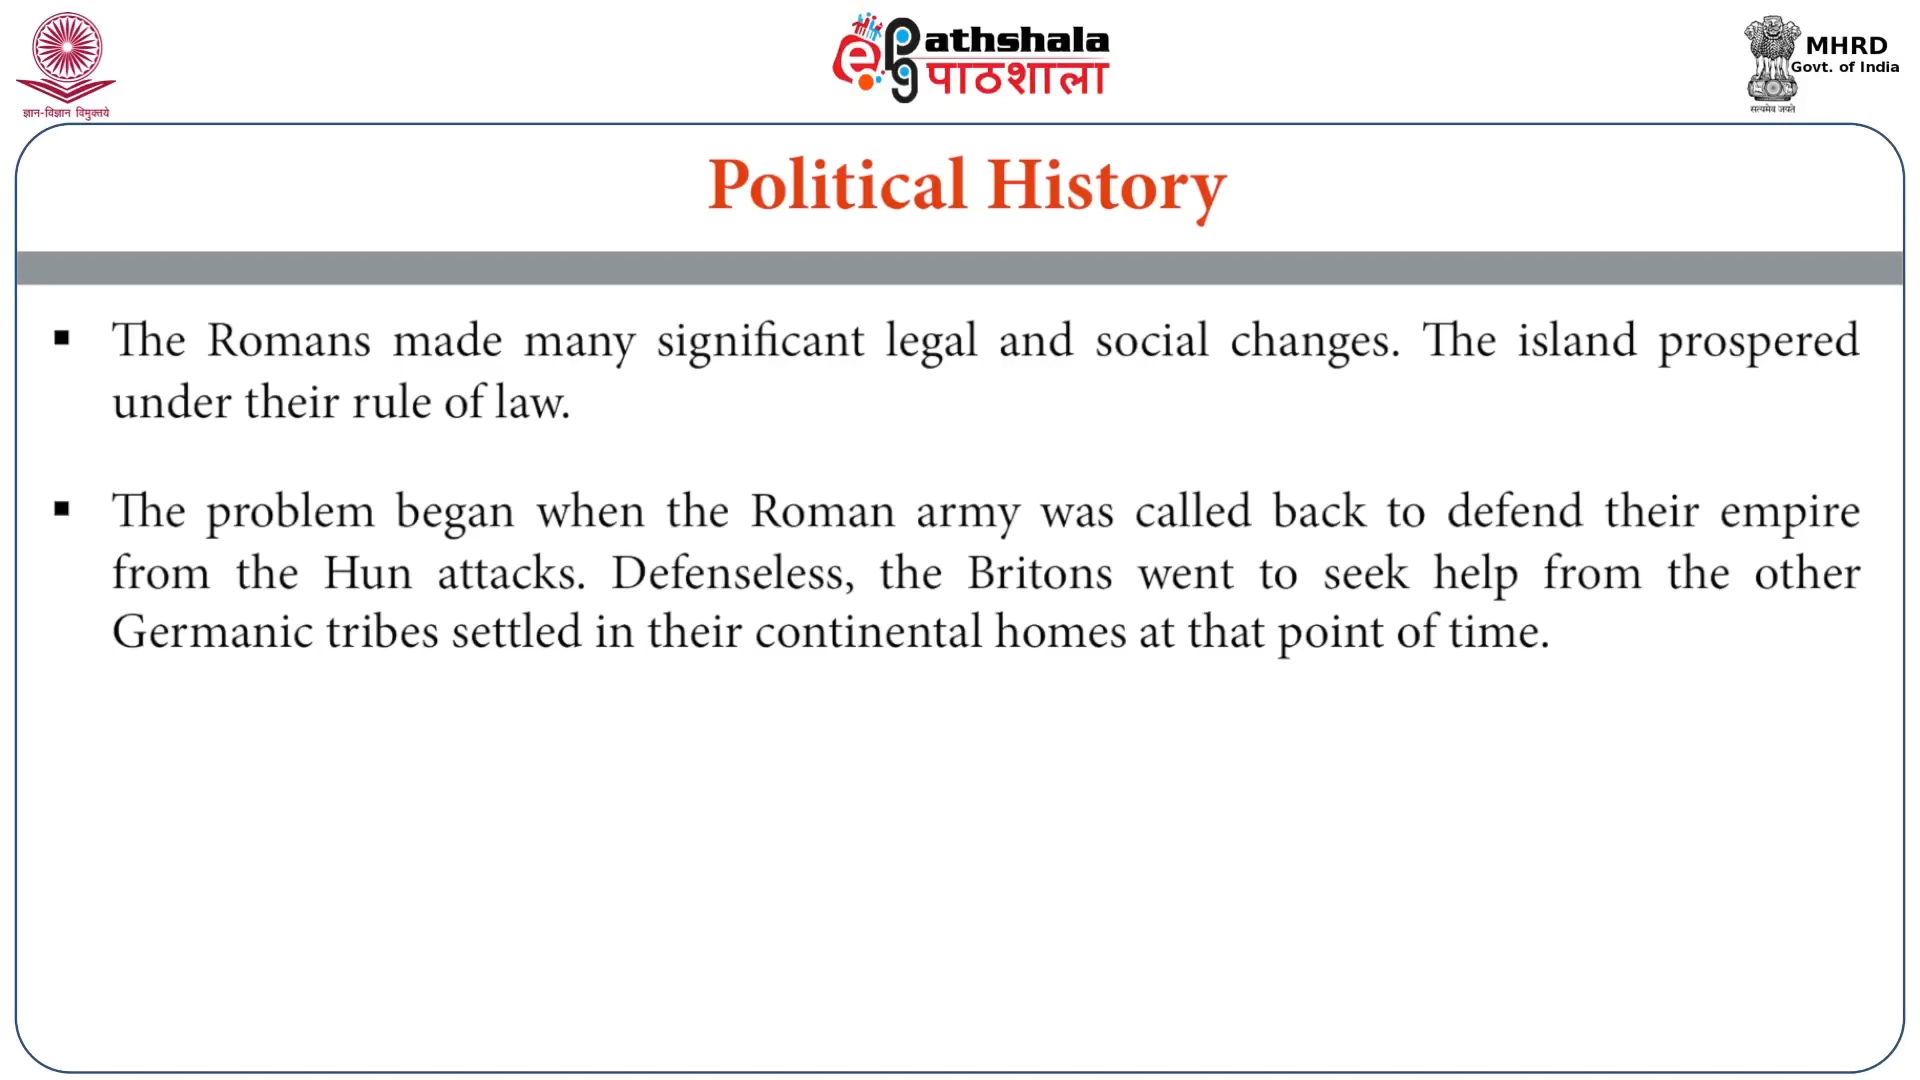 ePathshala
पाठशाला
MHRD
Govt. of India
ज्ञान-विज्ञान विमुक्तये
सत्यमेव जयते
Political History
▪ The Romans made many significant legal and social changes. The island prospered
under their rule of law.
▪ The problem began when the Roman army was called back to defend their empire
from the Hun attacks. Defenseless, the Britons went to seek help from the other
Germanic tribes settled in their continental homes at that point of time.